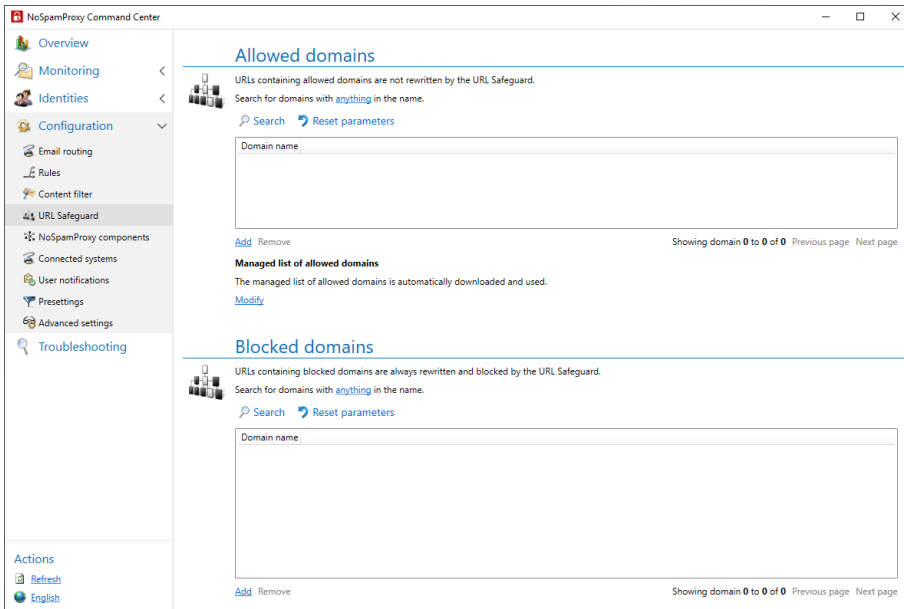 NoSpamProxy Command Center
Overview
Monitoring
Identities
Configuration
Email routing
Rules
Content filter
URL Safeguard
NoSpamProxy components
Connected systems
User notifications
Presettings
Advanced settings
Troubleshooting
Actions
Refresh
English
Allowed domains
URLs containing allowed domains are not rewritten by the URL Safeguard.
Search for domains with anything in the name.
Search Reset parameters
Domain name
Add Remove Showing domain 0 to 0 of 0 Previous page Next page
Managed list of allowed domains
The managed list of allowed domains is automatically downloaded and used.
Modify
Blocked domains
URLs containing blocked domains are always rewritten and blocked by the URL Safeguard.
Search for domains with anything in the name.
Search Reset parameters
Domain name
Add Remove Showing domain 0 to 0 of 0 Previous page Next page